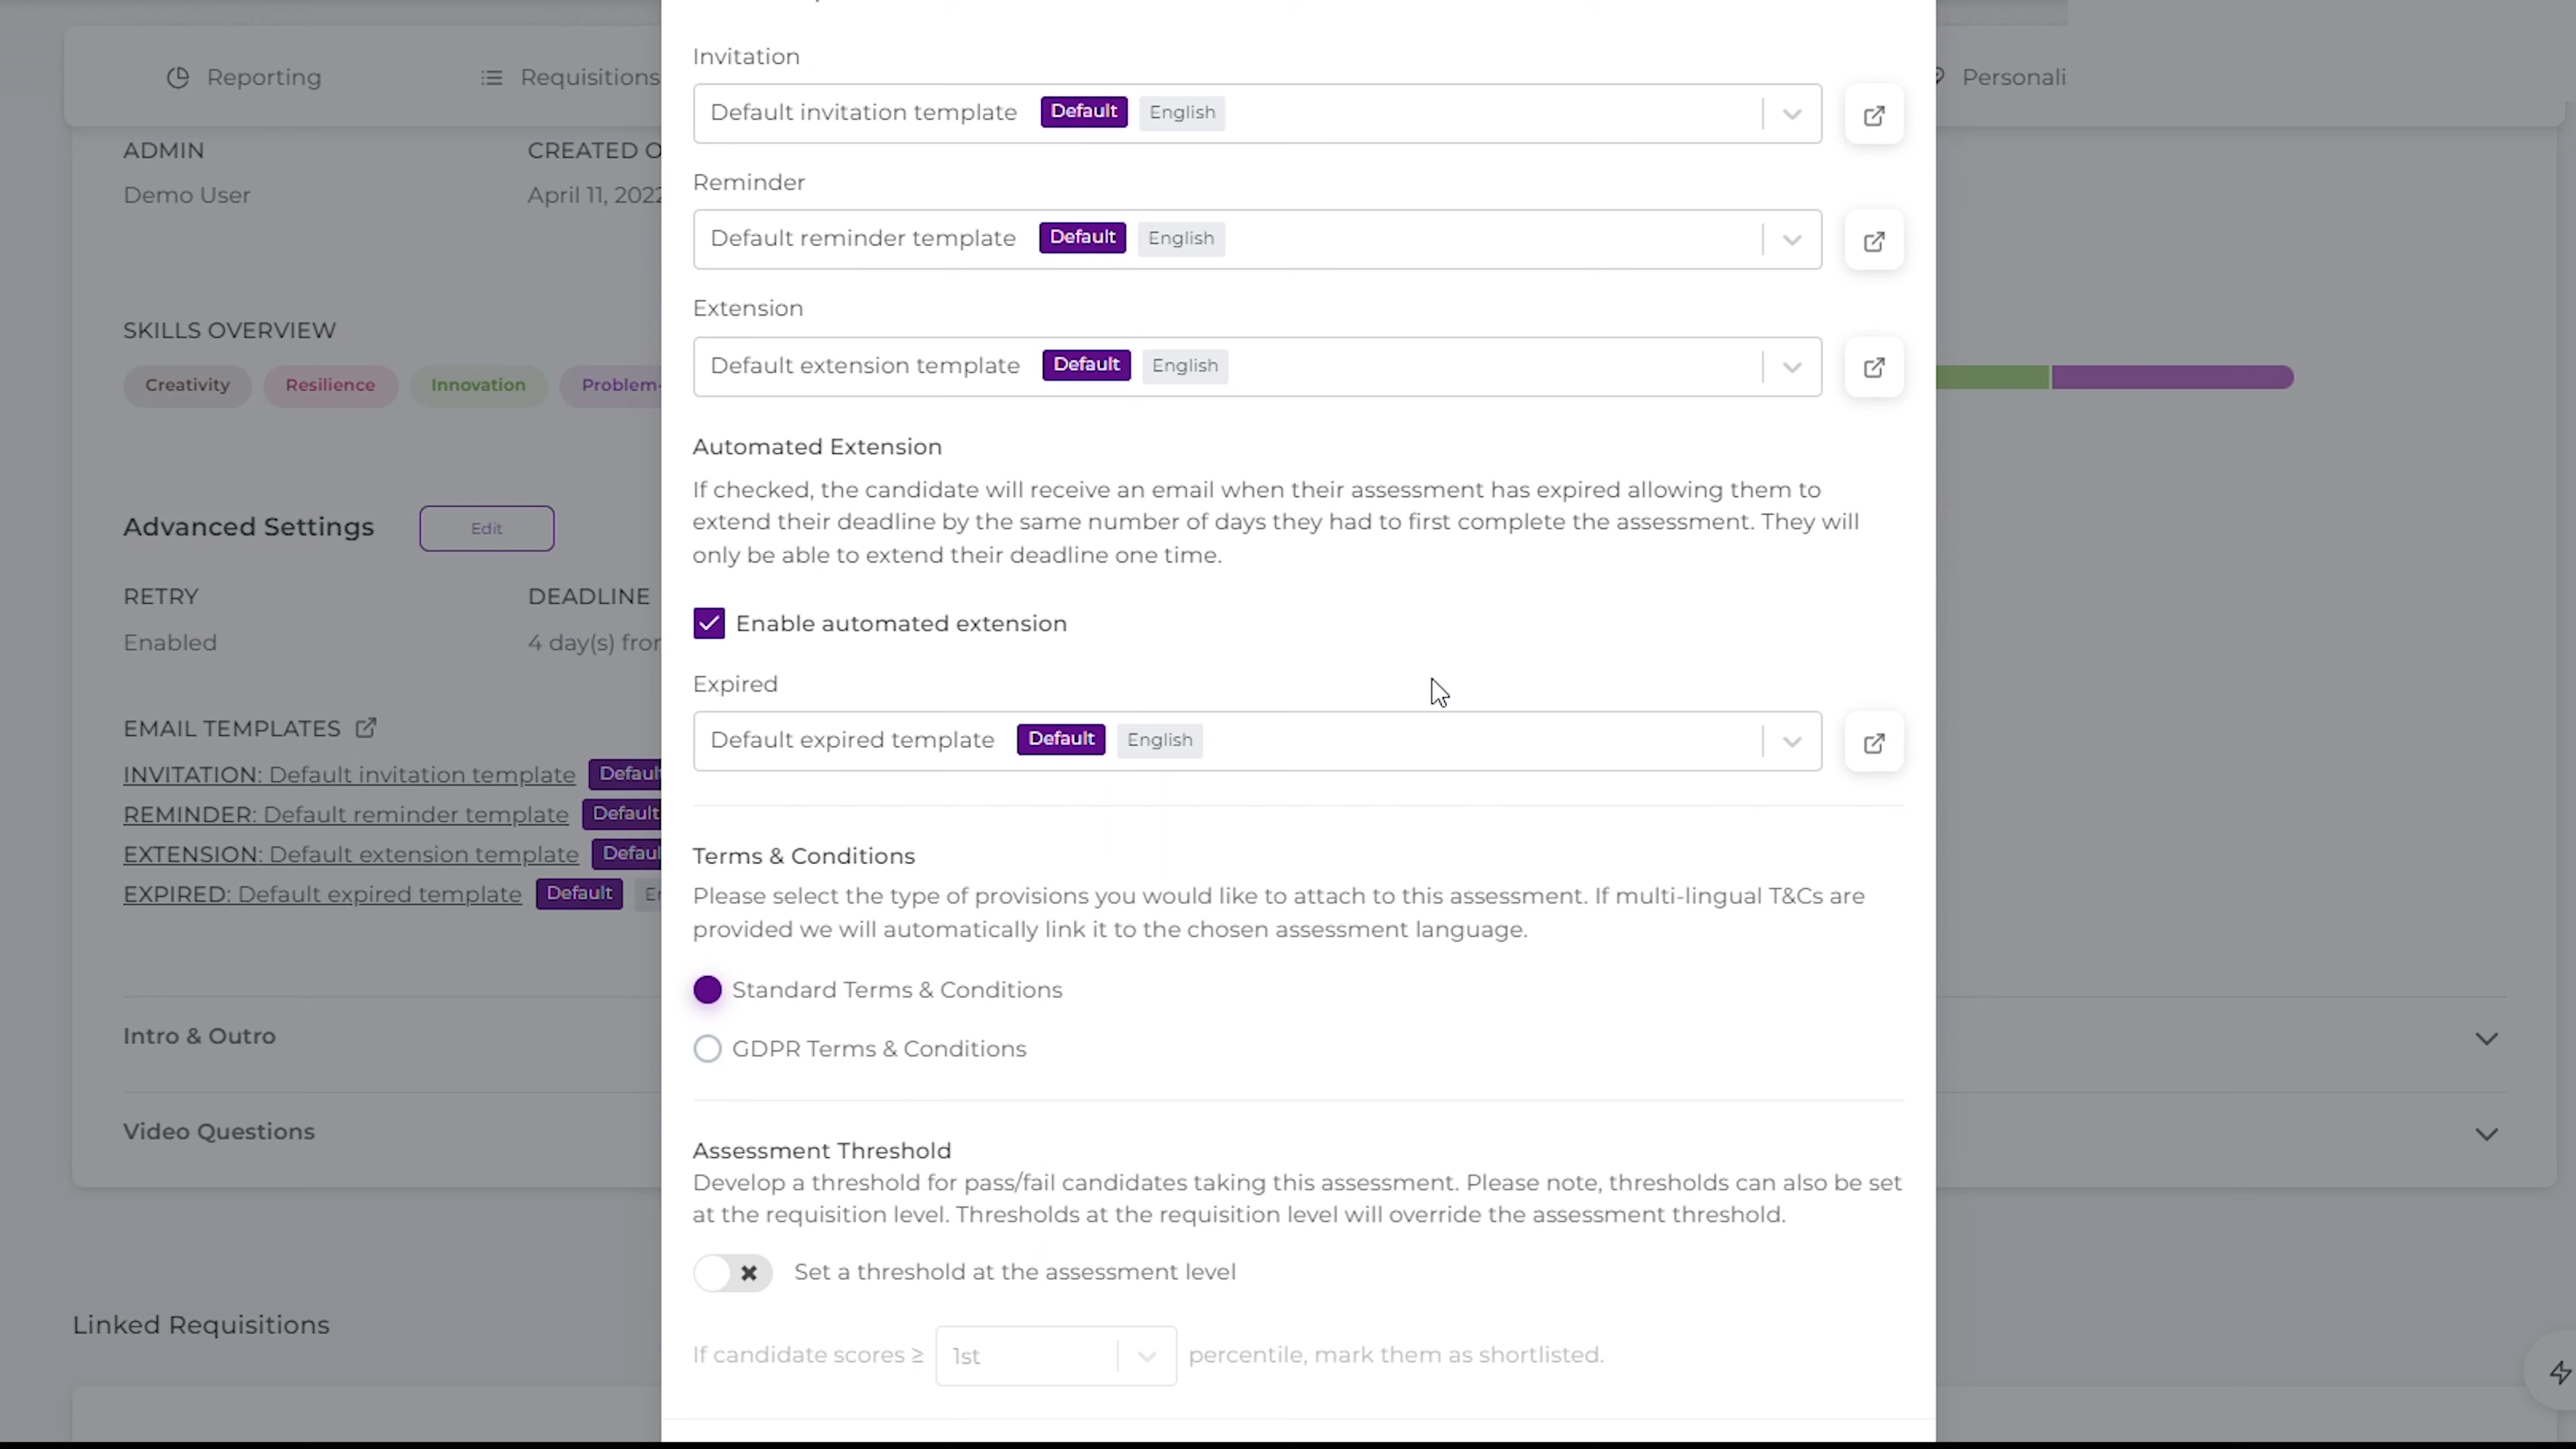 Reporting
Requisitions
Personali
ADMIN
CREATED O
Demo User
April 11, 2022
SKILLS OVERVIEW
Creativity
Resilience
Innovation
Problem-
Advanced Settings
Edit
RETRY
DEADLINE
Enabled
4 day(s) fror
EMAIL TEMPLATES
INVITATION: Default invitation template Defaul
REMINDER: Default reminder template Default
EXTENSION: Default extension template Defaul
EXPIRED: Default expired template Default Er
Intro & Outro
Video Questions
Linked Requisitions
Invitation
Default invitation template Default English
Reminder
Default reminder template Default English
Extension
Default extension template Default English
Automated Extension
If checked, the candidate will receive an email when their assessment has expired allowing them to
extend their deadline by the same number of days they had to first complete the assessment. They will
only be able to extend their deadline one time.
Enable automated extension
Expired
Default expired template Default English
Terms & Conditions
Please select the type of provisions you would like to attach to this assessment. If multi-lingual T&Cs are
provided we will automatically link it to the chosen assessment language.
Standard Terms & Conditions
GDPR Terms & Conditions
Assessment Threshold
Develop a threshold for pass/fail candidates taking this assessment. Please note, thresholds can also be set
at the requisition level. Thresholds at the requisition level will override the assessment threshold.
Set a threshold at the assessment level
If candidate scores ≥ 1st percentile, mark them as shortlisted.